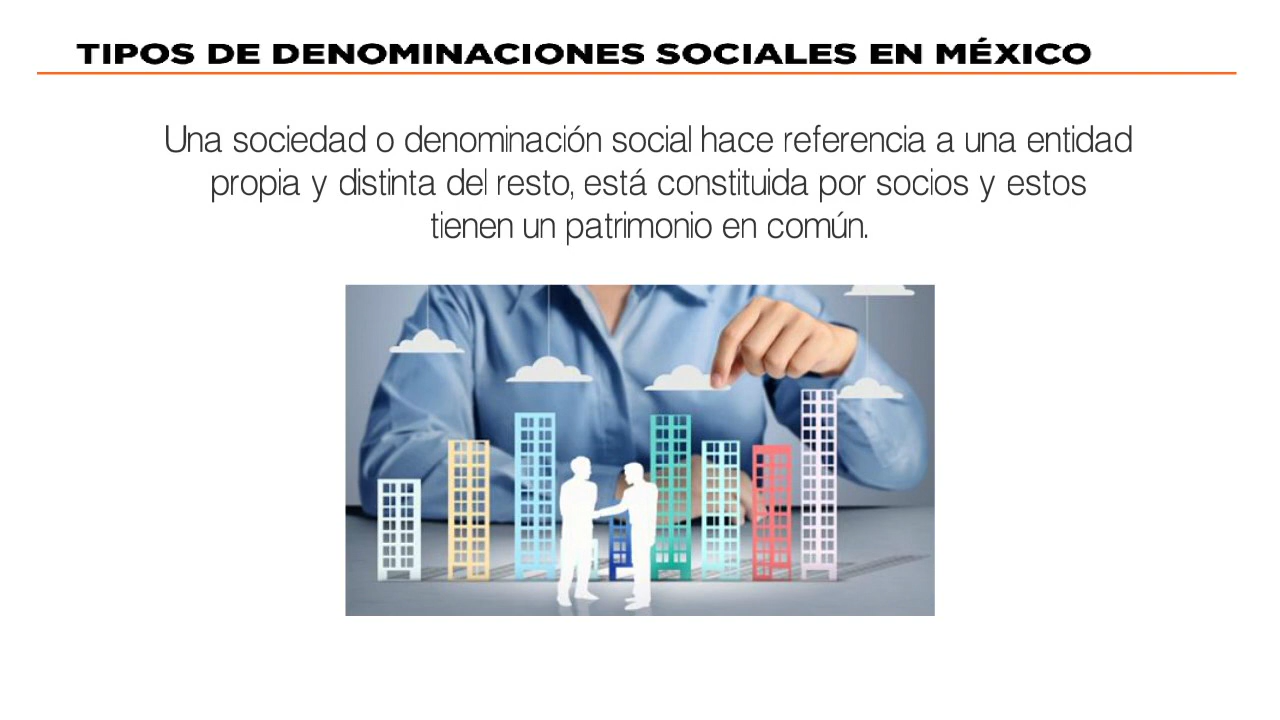 TIPOS DE DENOMINACIONES SOCIALES EN MÉXICO
Una sociedad o denominación social hace referencia a una entidad
propia y distinta del resto, está constituida por socios y estos
tienen un patrimonio en común.